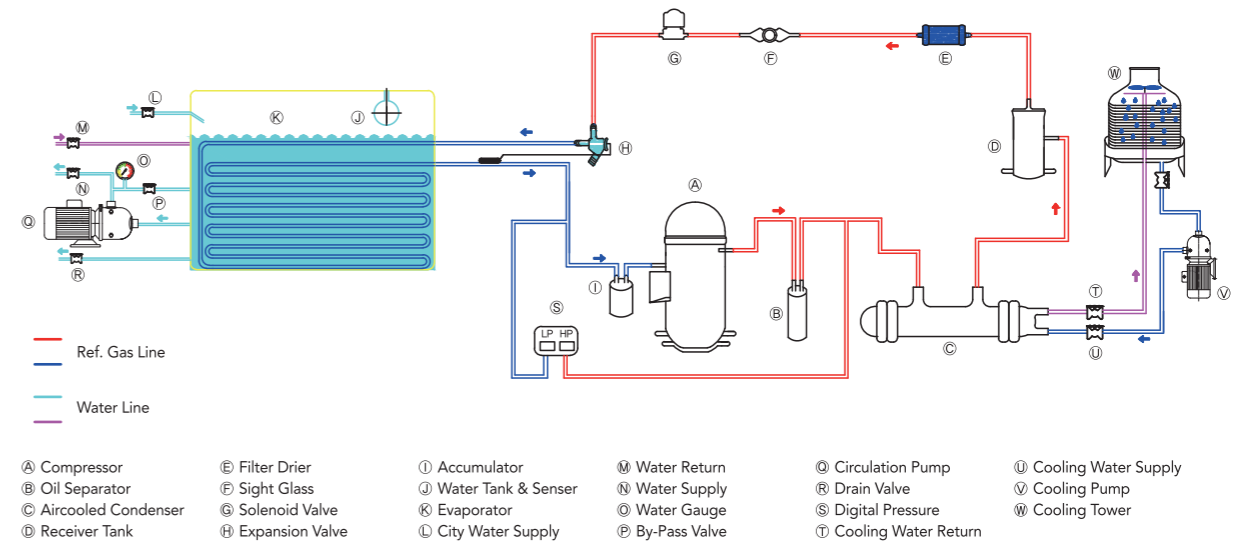 Ⓖ
Ⓕ
Ⓔ
Ⓦ
Ⓛ
Ⓚ
Ⓙ
Ⓜ
Ⓗ
Ⓓ
Ⓞ
Ⓝ
Ⓐ
Ⓟ
Ⓠ
Ⓡ
Ⓘ
Ⓢ
Ⓑ
Ⓣ
Ⓥ
LP HP
Ⓒ
Ⓤ
Ref. Gas Line
Water Line
Ⓐ Compressor
Ⓑ Oil Separator
Ⓒ Aircooled Condenser
Ⓓ Receiver Tank
Ⓔ Filter Drier
Ⓕ Sight Glass
Ⓖ Solenoid Valve
Ⓗ Expansion Valve
Ⓘ Accumulator
Ⓙ Water Tank & Senser
Ⓚ Evaporator
Ⓛ City Water Supply
Ⓜ Water Return
Ⓝ Water Supply
Ⓞ Water Gauge
Ⓟ By-Pass Valve
Ⓠ Circulation Pump
Ⓡ Drain Valve
Ⓢ Digital Pressure
Ⓣ Cooling Water Return
Ⓤ Cooling Water Supply
Ⓥ Cooling Pump
Ⓦ Cooling Tower